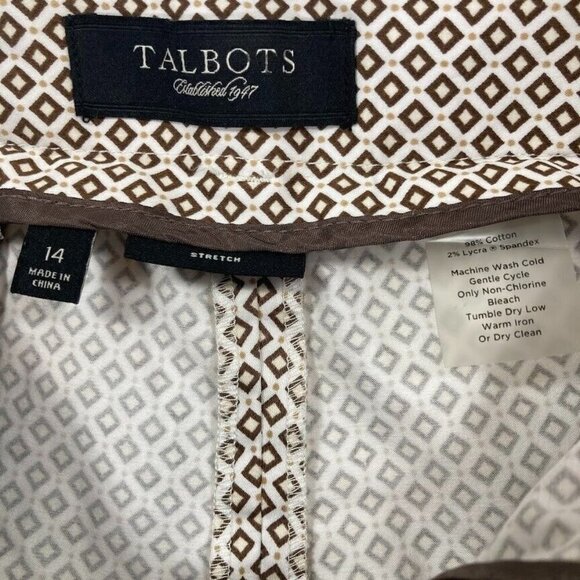 TALBOTS
Established 1947
14
MADE IN
CHINA
STRETCH
98% Cotton
2% Lycra ® Spandex
Machine Wash Cold
Gentle Cycle
Only Non-Chlorine
Bleach
Tumble Dry Low
Warm Iron
Or Dry Clean